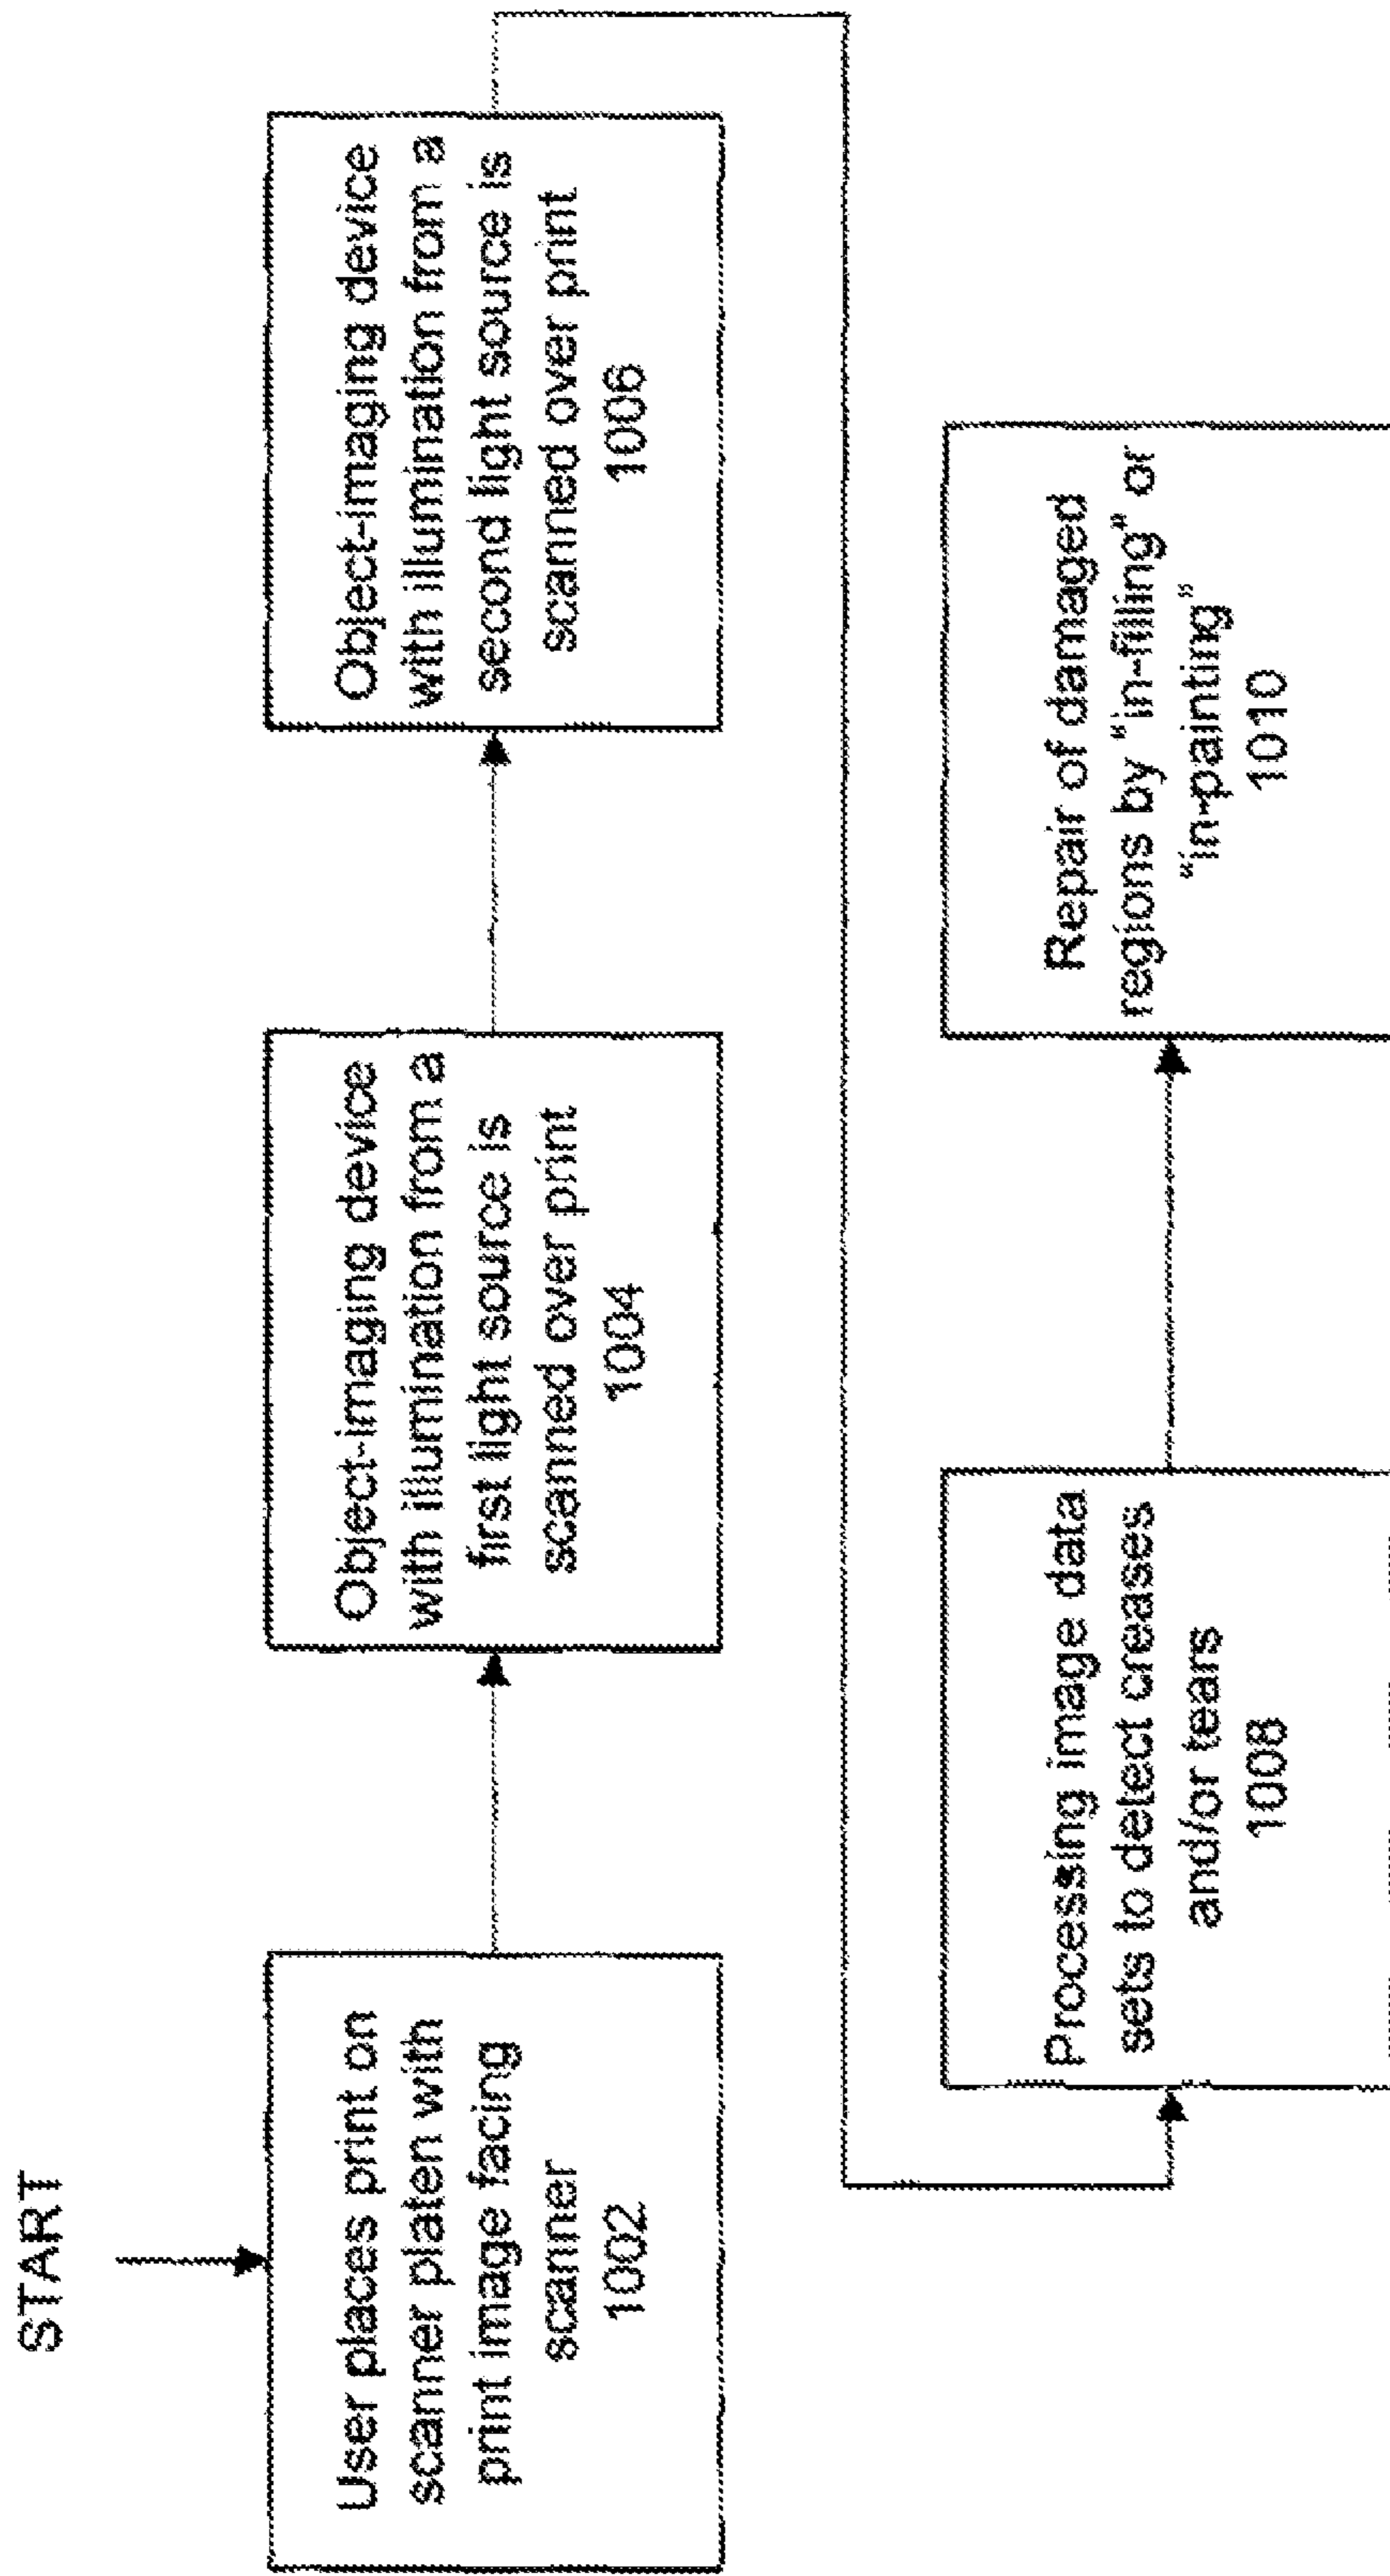 START
User places print on
scanner platen with
print image facing
scanner
1002
Object-imaging device
with illumination from a
first light source is
scanned over print
1004
Object-imaging device
with illumination from a
second light source is
scanned over print
1006
Processing image data
sets to detect creases
and/or tears
1008
Repair of damaged
regions by "in-filling" or
"in-painting"
1010